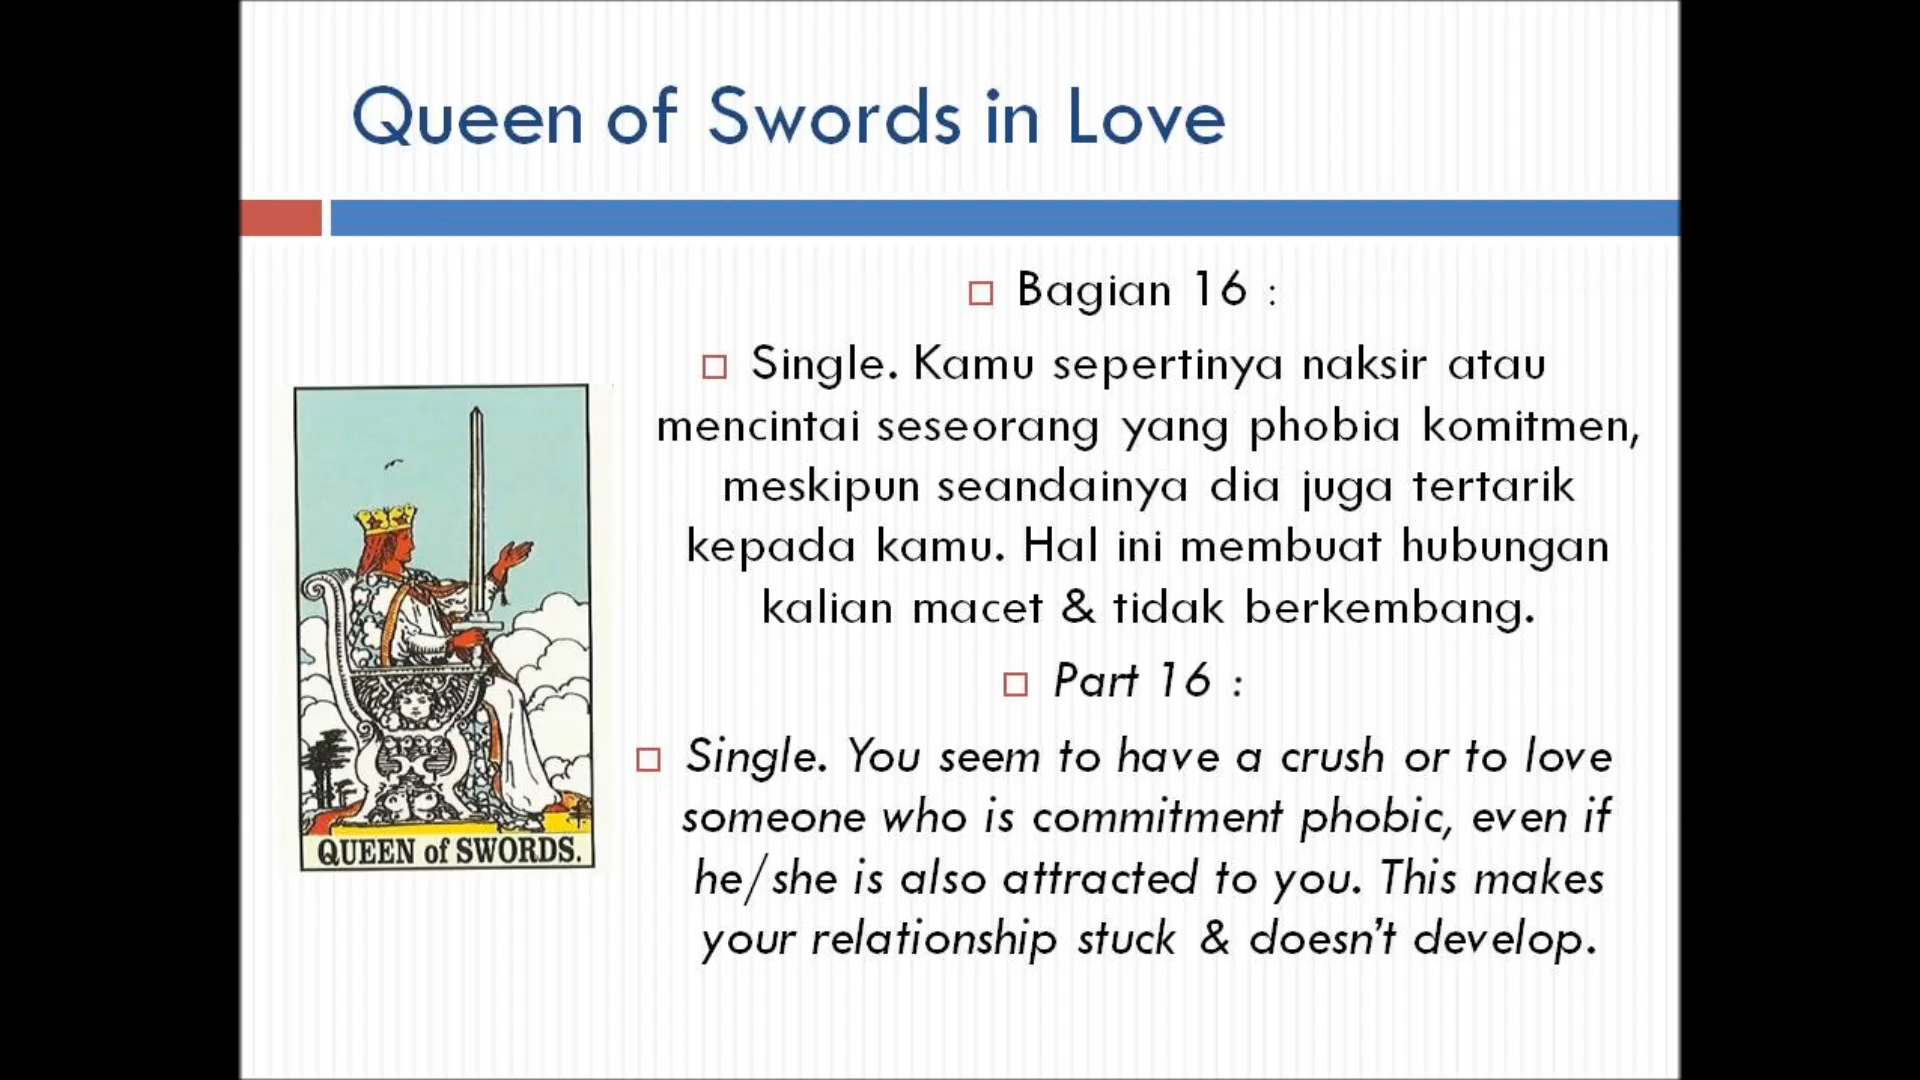 Queen of Swords in Love
Bagian 16 :
Single. Kamu sepertinya naksir atau
mencintai seseorang yang phobia komitmen,
meskipun seandainya dia juga tertarik
kepada kamu. Hal ini membuat hubungan
kalian macet & tidak berkembang.
Part 16 :
Single. You seem to have a crush or to love
someone who is commitment phobic, even if
he/she is also attracted to you. This makes
your relationship stuck & doesn’t develop.
QUEEN of SWORDS.